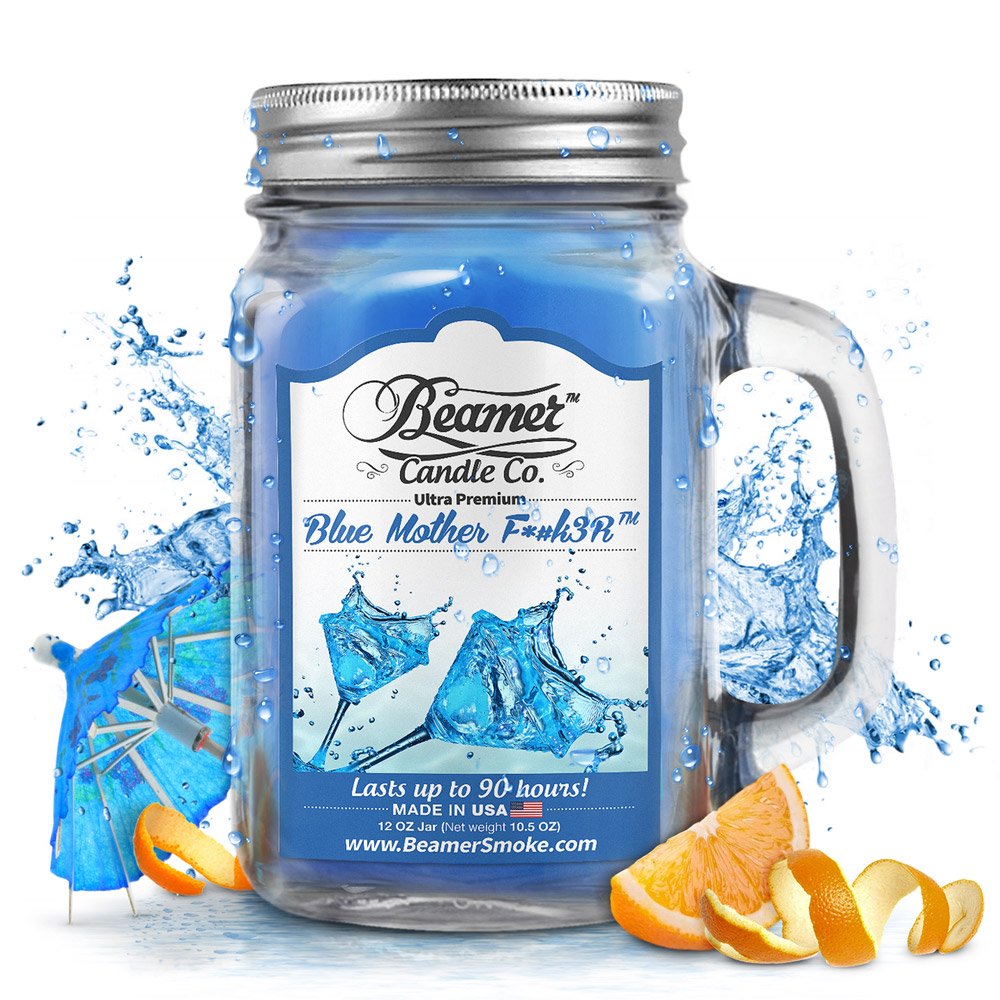 Beamer™
Candle Co.
Ultra Premium
Blue Mother F*#k3R™
Lasts up to 90 hours!
MADE IN USA
12 OZ Jar (Net weight 10.5 OZ)
www.BeamerSmoke.com